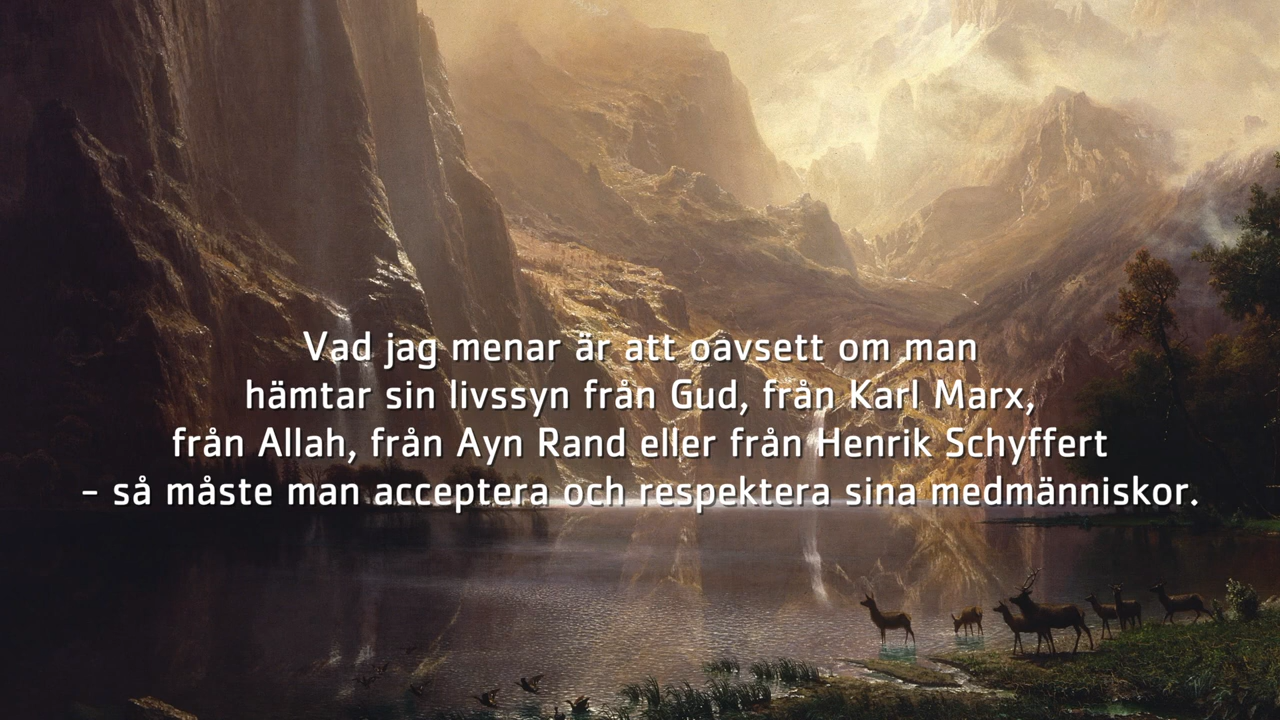 Vad jag menar är att oavsett om man
hämtar sin livssyn från Gud, från Karl Marx,
från Allah, från Ayn Rand eller från Henrik Schyffert
– så måste man acceptera och respektera sina medmänniskor.